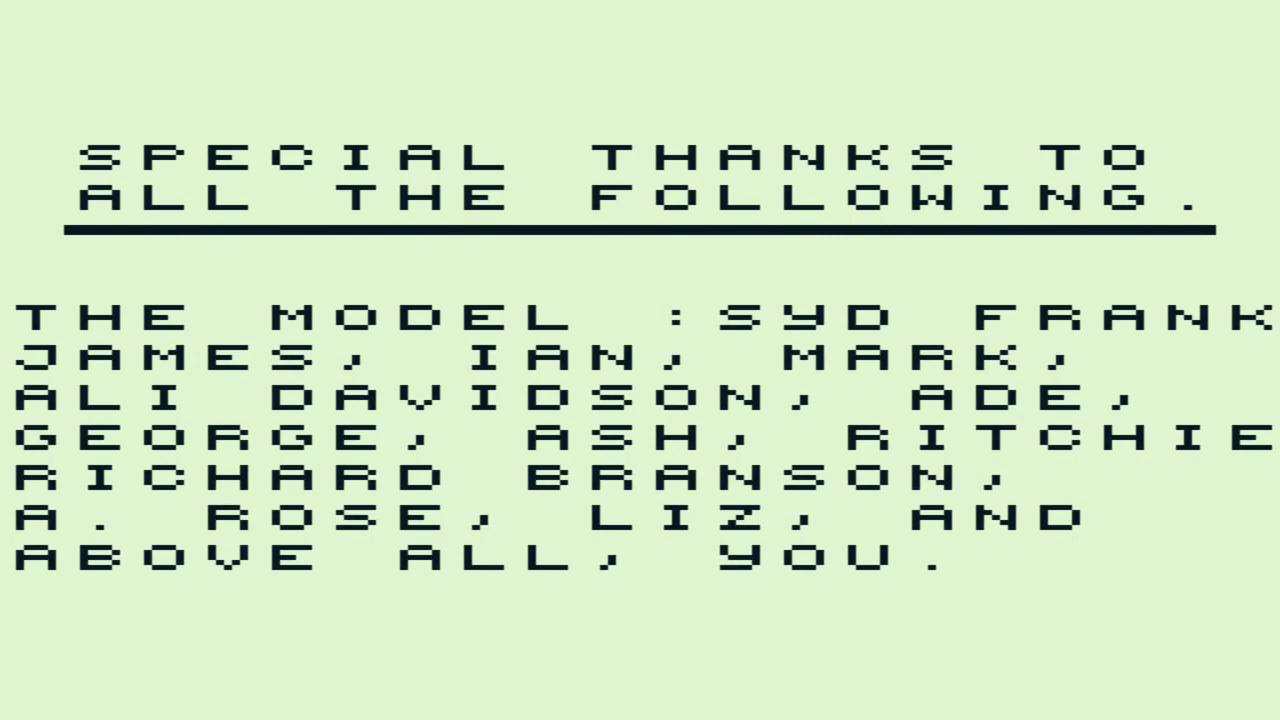 SPECIAL THANKS TO
ALL THE FOLLOWING.
THE MODEL :SYD FRANK
JAMES, IAN, MARK,
ALI DAVIDSON, ADE,
GEORGE, ASH, RITCHIE
RICHARD BRANSON,
A. ROSE, LIZ, AND
ABOVE ALL, YOU.